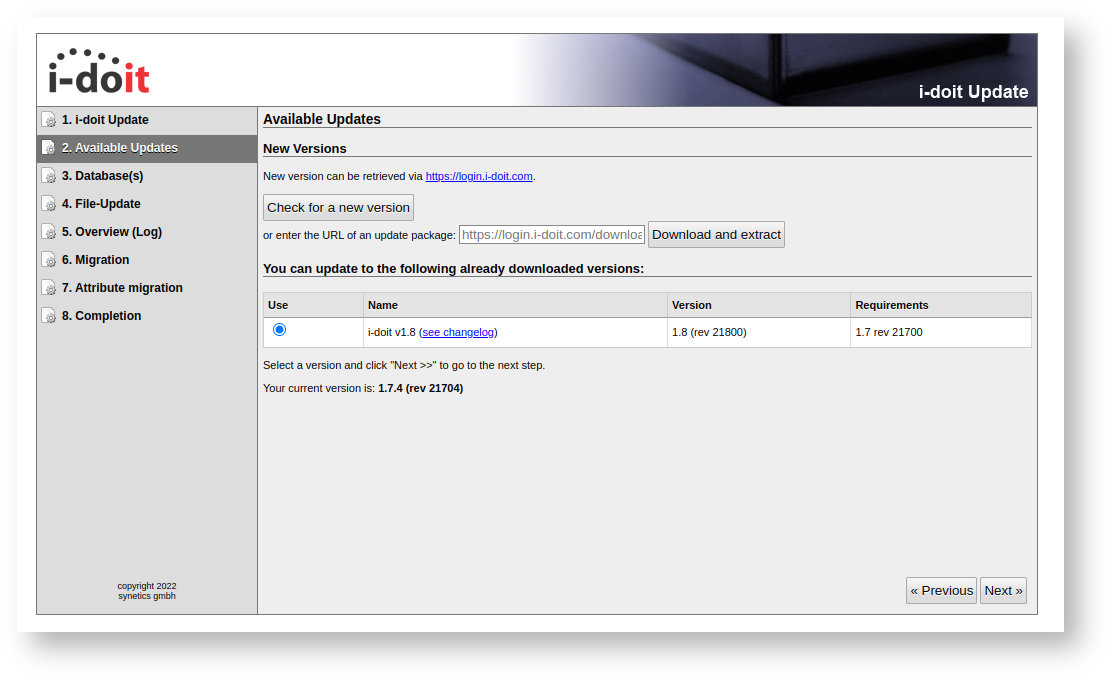 i-doit
i-doit Update
1. i-doit Update
2. Available Updates
3. Database(s)
4. File-Update
5. Overview (Log)
6. Migration
7. Attribute migration
8. Completion
copyright 2022
synetics gmbh
Available Updates
New Versions
New version can be retrieved via https://login.i-doit.com.
Check for a new version
or enter the URL of an update package: https://login.i-doit.com/downloa Download and extract
You can update to the following already downloaded versions:
Use Name Version Requirements
i-doit v1.8 (see changelog) 1.8 (rev 21800) 1.7 rev 21700
Select a version and click "Next >>" to go to the next step.
Your current version is: 1.7.4 (rev 21704)
« Previous Next »